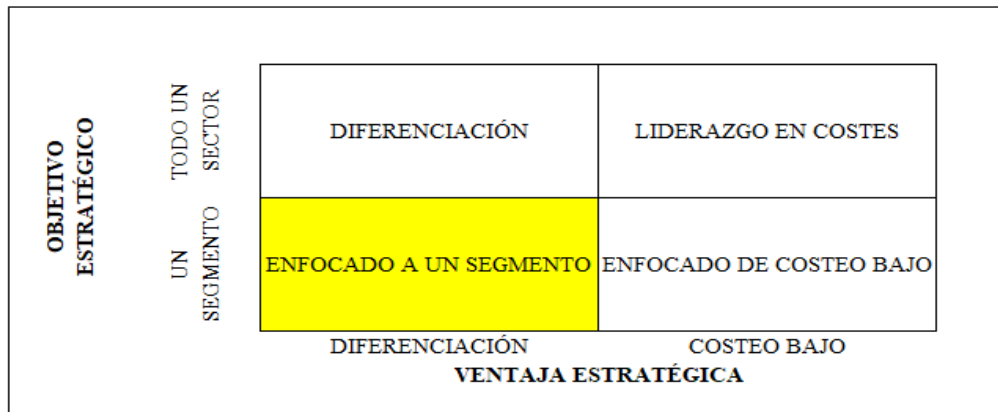 OBJETIVO
ESTRATÉGICO
TODO UN
SECTOR
DIFERENCIACIÓN
LIDERAZGO EN COSTES
UN
SEGMENTO
ENFOCADO A UN SEGMENTO
ENFOCADO DE COSTEO BAJO
DIFERENCIACIÓN
COSTEO BAJO
VENTAJA ESTRATÉGICA